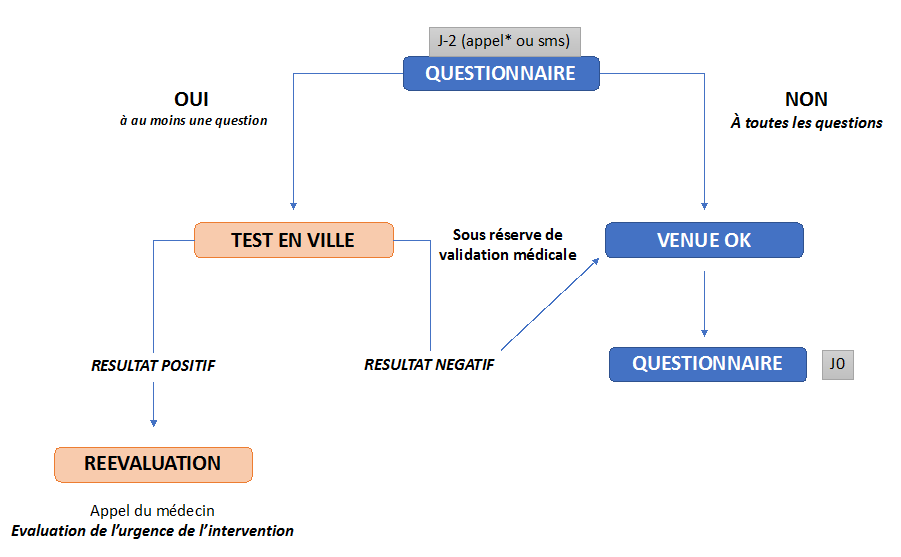 J-2 (appel* ou sms)
QUESTIONNAIRE
OUI
à au moins une question
NON
À toutes les questions
TEST EN VILLE
Sous réserve de
validation médicale
VENUE OK
RESULTAT POSITIF
RESULTAT NEGATIF
QUESTIONNAIRE
J0
REEVALUATION
Appel du médecin
Evaluation de l'urgence de l'intervention